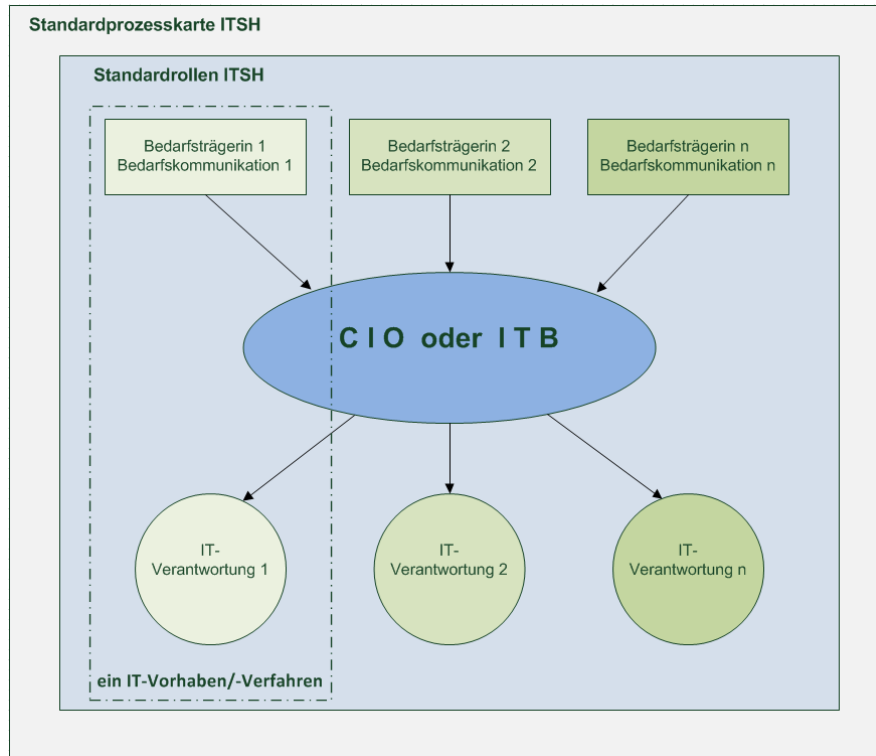 Standardprozesskarte ITSH
Standardrollen ITSH
Bedarfsträgerin 1
Bedarfskommunikation 1
Bedarfsträgerin 2
Bedarfskommunikation 2
Bedarfsträgerin n
Bedarfskommunikation n
C I O oder I T B
IT-
Verantwortung 1
IT-
Verantwortung 2
IT-
Verantwortung n
ein IT-Vorhaben/-Verfahren